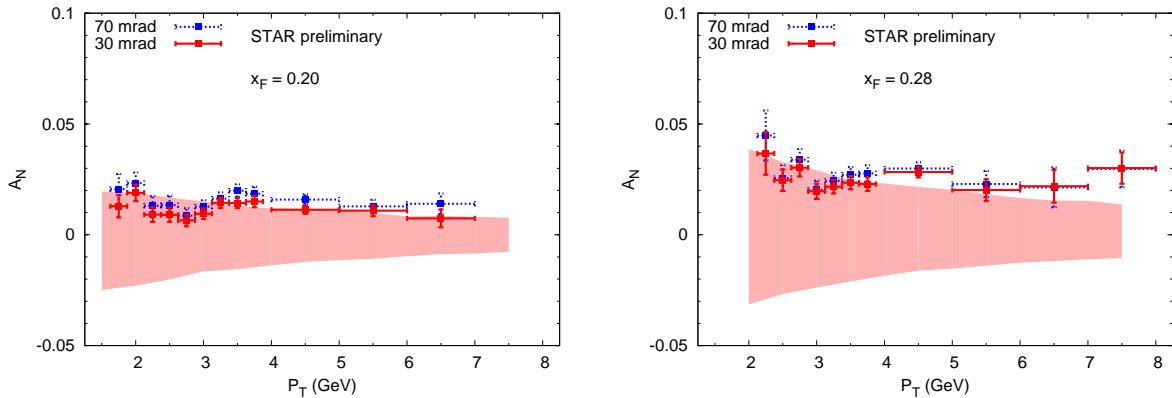 70 mrad
30 mrad
STAR preliminary
x_F = 0.20
A_N
0.1
0.05
0
-0.05
2 3 4 5 6 7 8
P_T (GeV)
70 mrad
30 mrad
STAR preliminary
x_F = 0.28
A_N
0.1
0.05
0
-0.05
2 3 4 5 6 7 8
P_T (GeV)